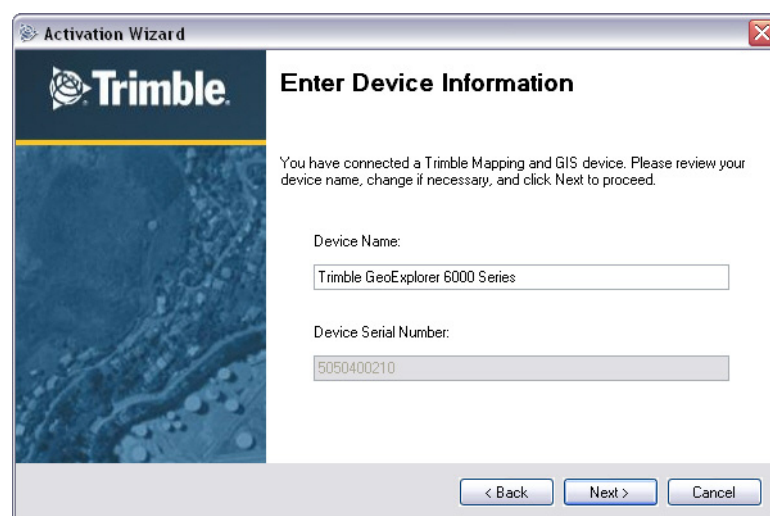 Activation Wizard
Trimble.
Enter Device Information
You have connected a Trimble Mapping and GIS device. Please review your
device name, change if necessary, and click Next to proceed.
Device Name:
Trimble GeoExplorer 6000 Series
Device Serial Number:
5050400210
< Back
Next >
Cancel